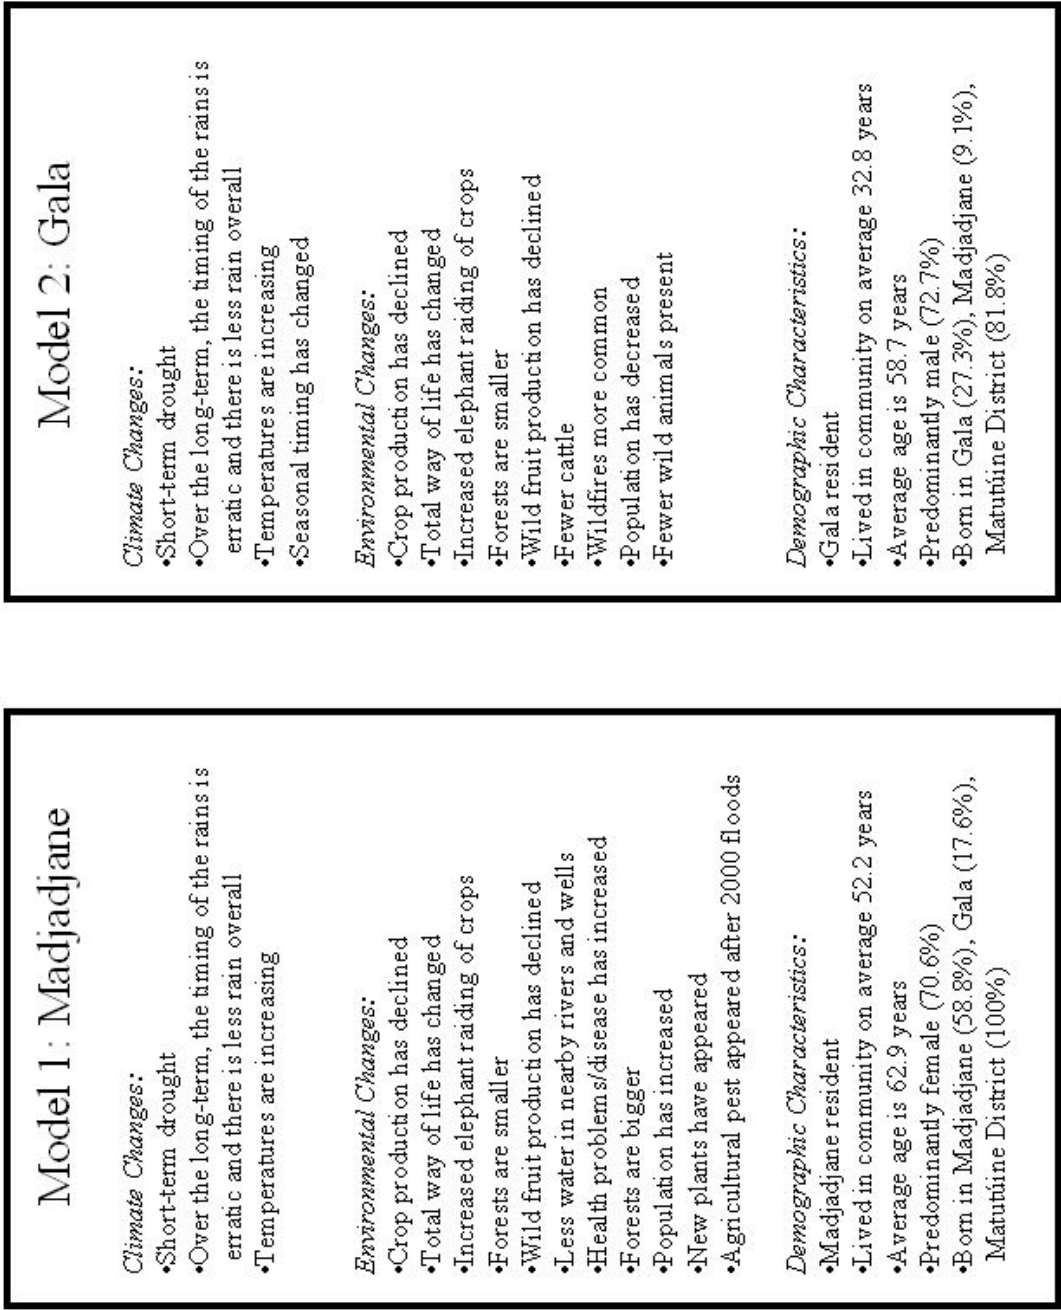 Model 1: Madjadjane
Climate Changes:
•Short-term drought
•Over the long-term, the timing of the rains is
erratic and there is less rain overall
•Temperatures are increasing
Environmental Changes:
•Crop production has declined
•Total way of life has changed
•Increased elephant raiding of crops
•Forests are smaller
•Wild fruit production has declined
•Less water in nearby rivers and wells
•Health problems/disease has increased
•Forests are bigger
•Population has increased
•New plants have appeared
•Agricultural pest appeared after 2000 floods
Demographic Characteristics:
•Madjadjane resident
•Lived in community on average 52.2 years
•Average age is 62.9 years
•Predominantly female (70.6%)
•Born in Madjadjane (58.8%), Gala (17.6%),
Matutúine District (100%)
Model 2: Gala
Climate Changes:
•Short-term drought
•Over the long-term, the timing of the rains is
erratic and there is less rain overall
•Temperatures are increasing
•Seasonal timing has changed
Environmental Changes:
•Crop production has declined
•Total way of life has changed
•Increased elephant raiding of crops
•Forests are smaller
•Wild fruit production has declined
•Fewer cattle
•Wildfires more common
•Population has decreased
•Fewer wild animals present
Demographic Characteristics:
•Gala resident
•Lived in community on average 32.8 years
•Average age is 58.7 years
•Predominantly male (72.7%)
•Born in Gala (27.3%), Madjadjane (9.1%),
Matutúine District (81.8%)